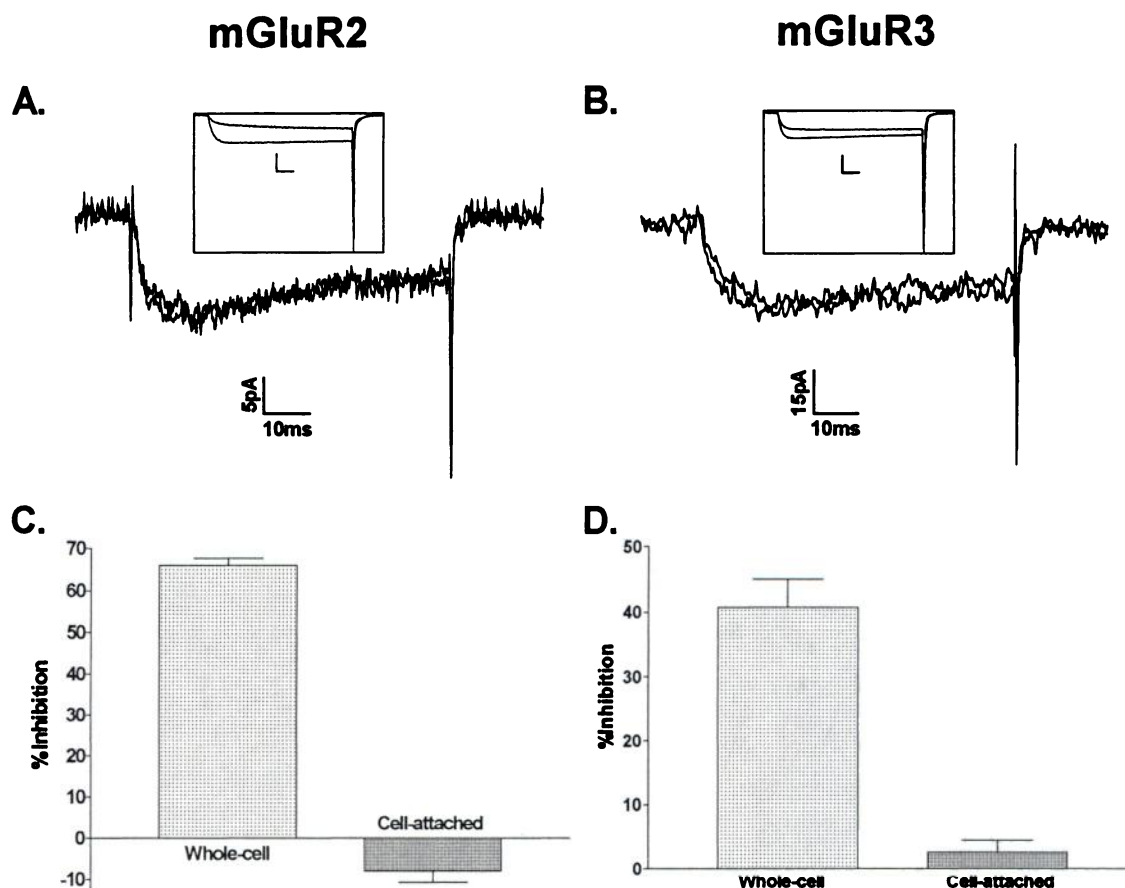 mGluR2
mGluR3
A.
B.
5pA
10ms
15pA
10ms
C.
D.
70
60
50
40
30
20
10
0
-10
%Inhibition
Whole-cell
Cell-attached
50
40
30
20
10
0
%Inhibition
Whole-cell
Cell-attached